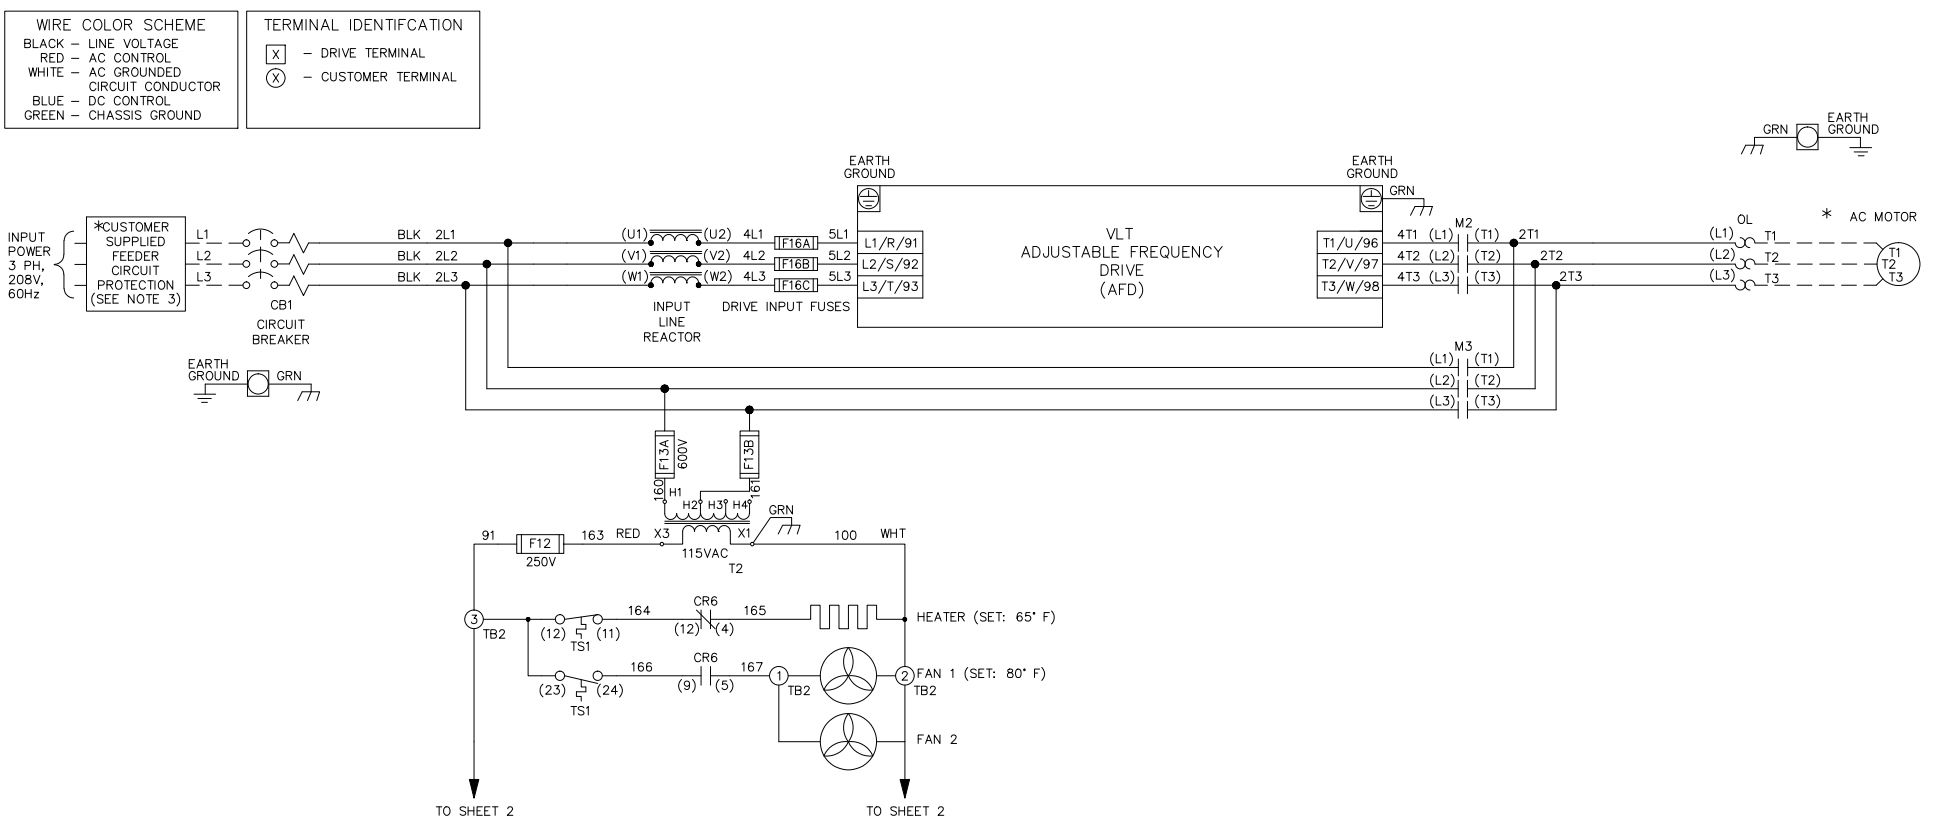 WIRE COLOR SCHEME
BLACK – LINE VOLTAGE
RED – AC CONTROL
WHITE – AC GROUNDED
CIRCUIT CONDUCTOR
BLUE – DC CONTROL
GREEN – CHASSIS GROUND
TERMINAL IDENTIFCATION
X – DRIVE TERMINAL
X – CUSTOMER TERMINAL
GRN
EARTH
GROUND
EARTH
GROUND
EARTH
GROUND
GRN
INPUT
POWER
3 PH,
208V,
60Hz
*CUSTOMER
SUPPLIED
FEEDER
CIRCUIT
PROTECTION
(SEE NOTE 3)
L1
L2
L3
CB1
CIRCUIT
BREAKER
BLK 2L1
BLK 2L2
BLK 2L3
(U1) (U2) 4L1 F16A 5L1 L1/R/91
(V1) (V2) 4L2 F16B 5L2 L2/S/92
(W1) (W2) 4L3 F16C 5L3 L3/T/93
INPUT
LINE
REACTOR
DRIVE INPUT FUSES
VLT
ADJUSTABLE FREQUENCY
DRIVE
(AFD)
M2
T1/U/96 4T1 (L1) (T1) 2T1
T2/V/97 4T2 (L2) (T2) 2T2
T3/W/98 4T3 (L3) (T3) 2T3
OL
(L1) T1
(L2) T2
(L3) T3
* AC MOTOR
T1
T2
T3
M3
(L1) (T1)
(L2) (T2)
(L3) (T3)
EARTH
GROUND
GRN
F13A
600V
F13B
160
161
H1
H2 H3 H4
GRN
91 F12 163 RED X3 X1 100 WHT
250V
115VAC
T2
3
TB2
(12) (11)
TS1
164
CR6
(12) (4)
165
HEATER (SET: 65° F)
(23) (24)
TS1
166
CR6
(9) (5)
167
1
TB2
2
TB2
FAN 1 (SET: 80° F)
FAN 2
TO SHEET 2
TO SHEET 2